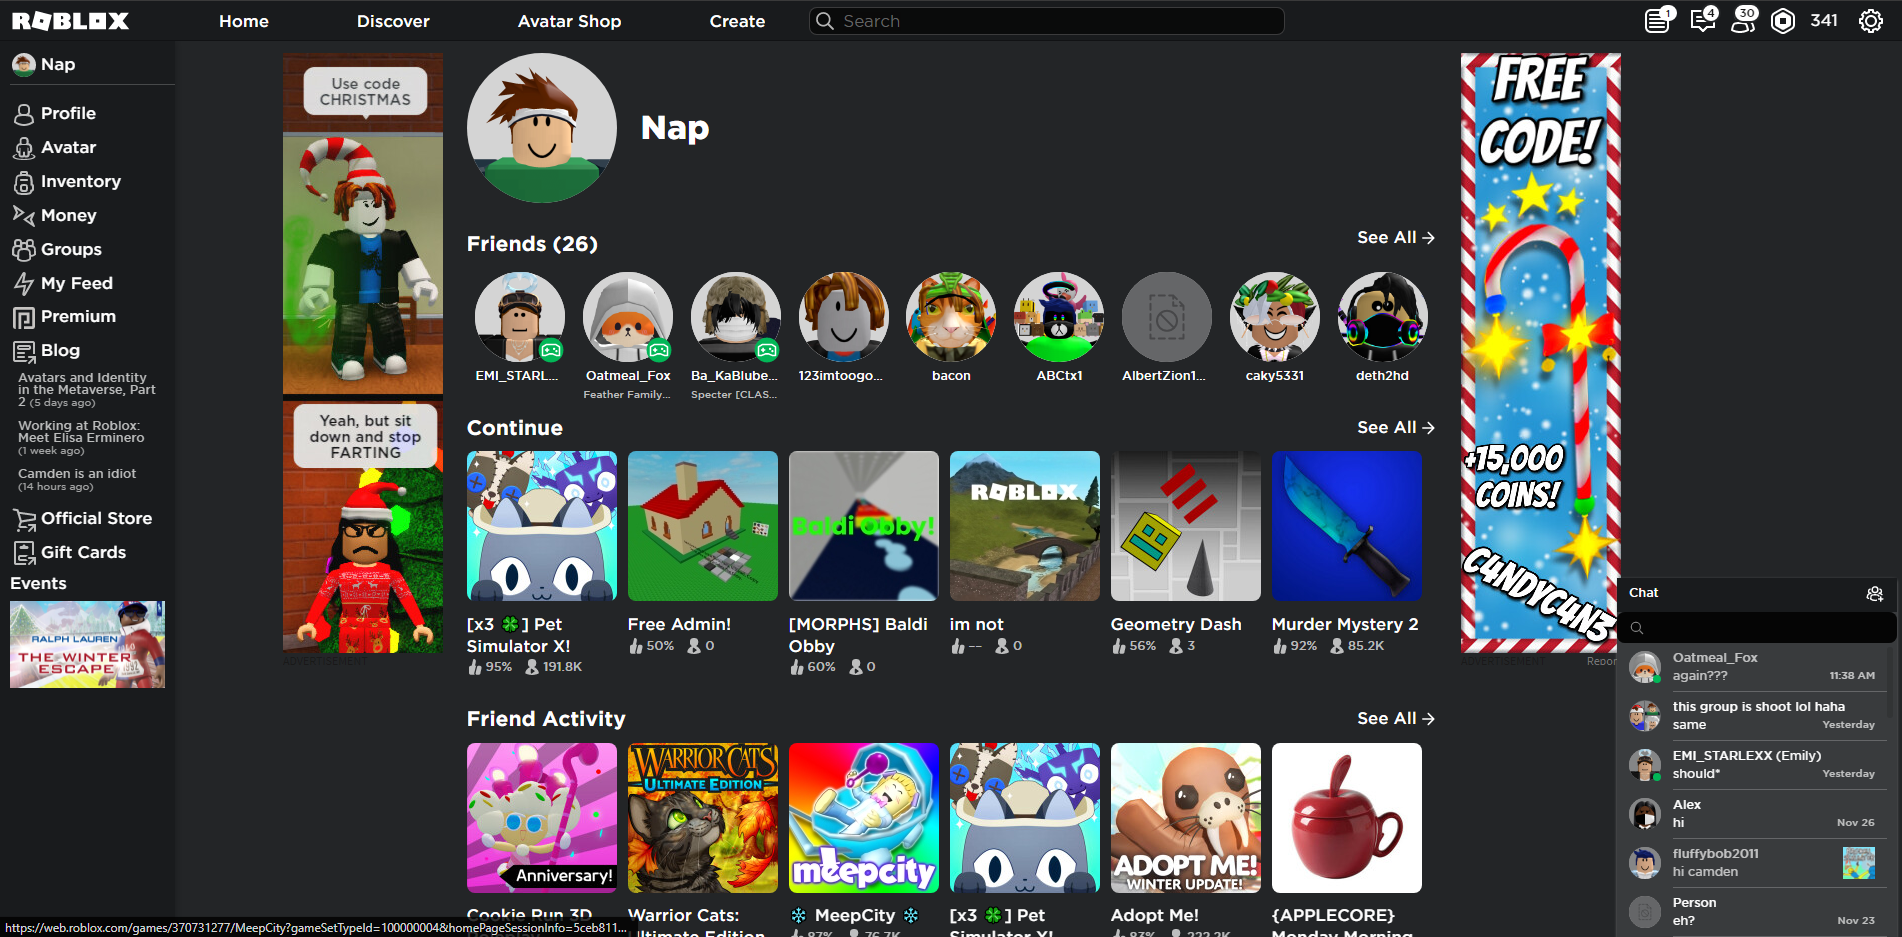 ROBLOX
Home
Discover
Avatar Shop
Create
Search
1
4
30
341
Nap
Profile
Avatar
Inventory
Money
Groups
My Feed
Premium
Blog
Avatars and Identity
in the Metaverse, Part
2 (5 days ago)
Working at Roblox:
Meet Elisa Erminero
(1 week ago)
Camden is an idiot
(14 hours ago)
Official Store
Gift Cards
Events
RALPH LAUREN
THE WINTER
ESCAPE
Use code
CHRISTMAS
Yeah, but sit
down and stop
FARTING
ADVERTISEMENT
Nap
Friends (26)
See All
EMI_STARL...
Oatmeal_Fox
Feather Family...
Ba_KaBlube...
Specter [CLAS...
123imtoogo...
bacon
ABCtx1
AlbertZion1...
caky5331
deth2hd
Continue
See All
Baldi Obby!
ROBLOX
[x3 🍀] Pet
Simulator X!
95%
191.8K
Free Admin!
50%
0
[MORPHS] Baldi
Obby
60%
0
im not
--
0
Geometry Dash
56%
3
Murder Mystery 2
92%
85.2K
Friend Activity
See All
Anniversary!
WARRIOR CATS
ULTIMATE EDITION
meepcity
ADOPT ME!
WINTER UPDATE!
Cookie Run 3D
Warrior Cats:
Ultimate Edition
❄ MeepCity ❄
87%
76.7K
[x3 🍀] Pet
Simulator X!
Adopt Me!
83%
222.2K
{APPLECORE}
Monday Morning
FREE
CODE!
+15,000
COINS!
C4NDYC4N3
ADVERTISEMENT
Repor
Chat
Oatmeal_Fox
again???
11:38 AM
this group is shoot lol haha
same
Yesterday
EMI_STARLEXX (Emily)
should*
Yesterday
Alex
hi
Nov 26
fluffybob2011
hi camden
Person
eh?
Nov 23
https://web.roblox.com/games/370731277/MeepCity?gameSetTypeId=100000004&homePageSessionInfo=5ceb811...